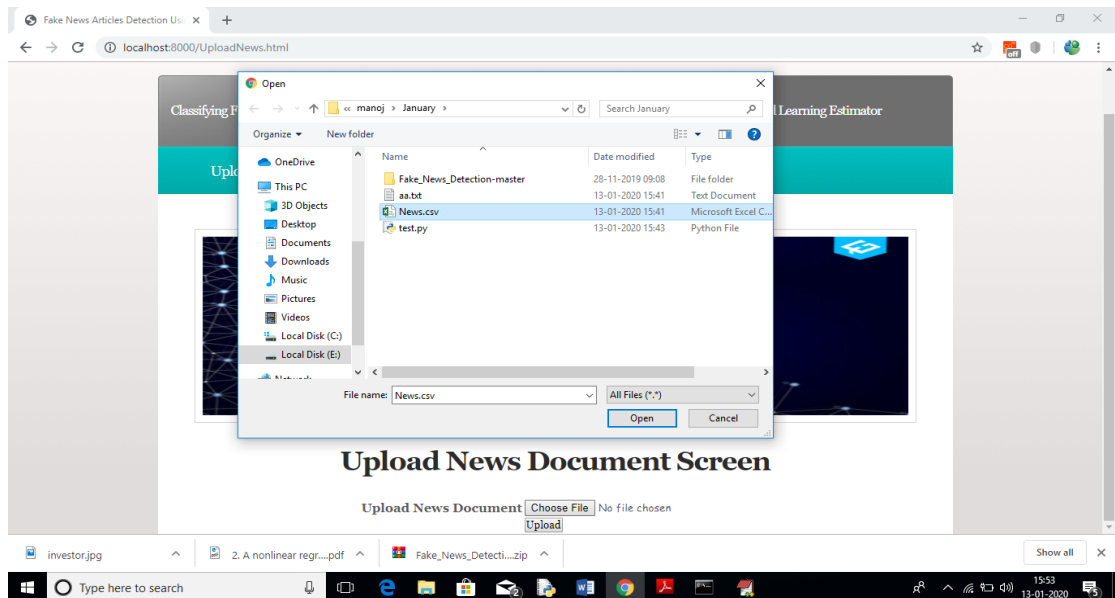 Fake News Articles Detection Us
localhost:8000/UploadNews.html
off
Classifying F
l Learning Estimator
Uplo
Open
« manoj › January ›
Search January
Organize
New folder
Name
Date modified
Type
OneDrive
This PC
3D Objects
Desktop
Documents
Downloads
Music
Pictures
Videos
Local Disk (C:)
Local Disk (E:)
Network
Fake_News_Detection-master 28-11-2019 09:08 File folder
aa.txt 13-01-2020 15:41 Text Document
News.csv 13-01-2020 15:41 Microsoft Excel C...
test.py 13-01-2020 15:43 Python File
File name: News.csv
All Files (*.*)
Open
Cancel
Upload News Document Screen
Upload News Document Choose File No file chosen
Upload
investor.jpg
2. A nonlinear regr....pdf
Fake_News_Detecti....zip
Show all
Type here to search
15:53
13-01-2020